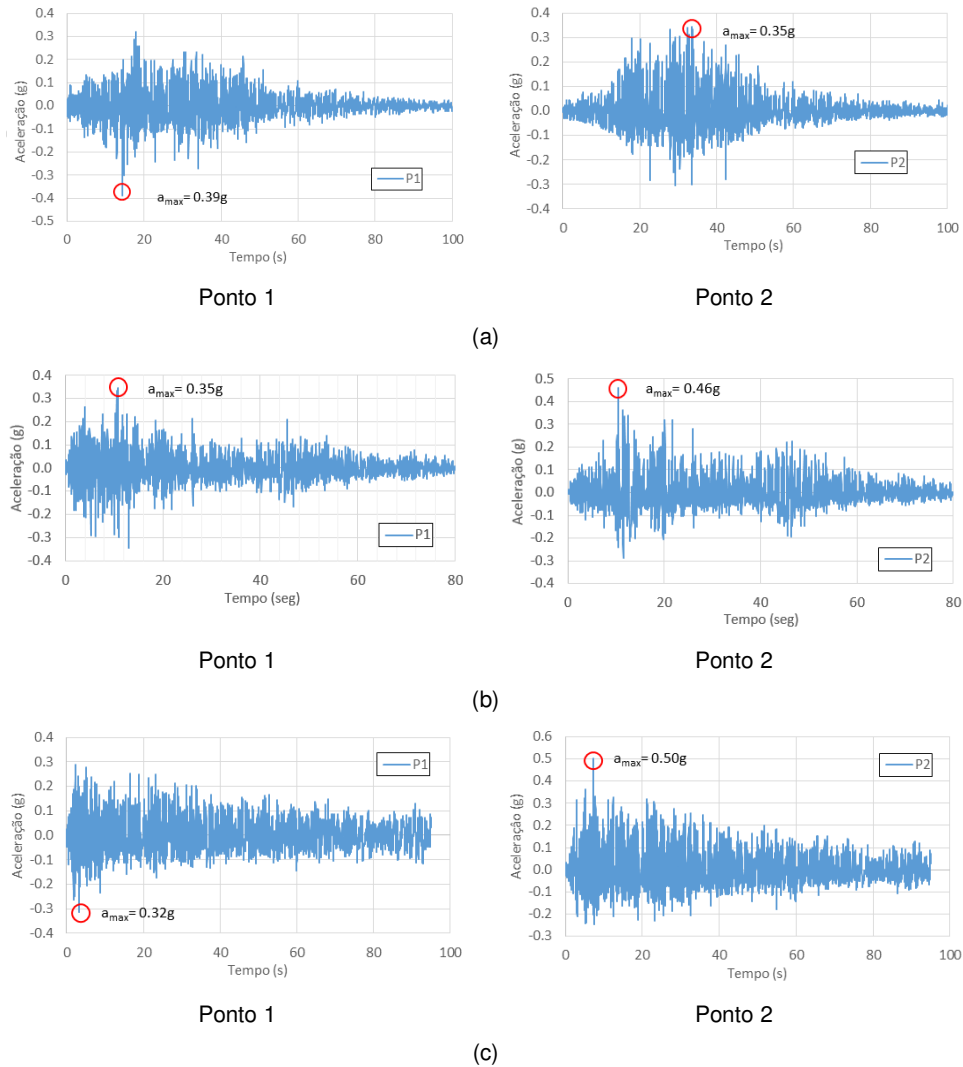 0.4
0.3
0.2
0.1
0.0
-0.1
-0.2
-0.3
-0.4
-0.5
Aceleração (g)
a_max= 0.39g
P1
0 20 40 60 80 100
Tempo (s)
Ponto 1
0.4
0.3
0.2
0.1
0.0
-0.1
-0.2
-0.3
-0.4
Aceleração (g)
a_max= 0.35g
P2
0 20 40 60 80 100
Tempo (s)
Ponto 2
(a)
0.4
0.3
0.2
0.1
0.0
-0.1
-0.2
-0.3
-0.4
Aceleração (g)
a_max= 0.35g
P1
0 20 40 60 80
Tempo (seg)
Ponto 1
0.5
0.4
0.3
0.2
0.1
0.0
-0.1
-0.2
-0.3
-0.4
Aceleração (g)
a_max= 0.46g
P2
0 20 40 60 80
Tempo (seg)
Ponto 2
(b)
0.4
0.3
0.2
0.1
0.0
-0.1
-0.2
-0.3
-0.4
Aceleração (g)
P1
a_max= 0.32g
0 20 40 60 80 100
Tempo (s)
Ponto 1
0.6
0.5
0.4
0.3
0.2
0.1
0.0
-0.1
-0.2
-0.3
Aceleração (g)
a_max= 0.50g
P2
0 20 40 60 80 100
Tempo (s)
Ponto 2
(c)